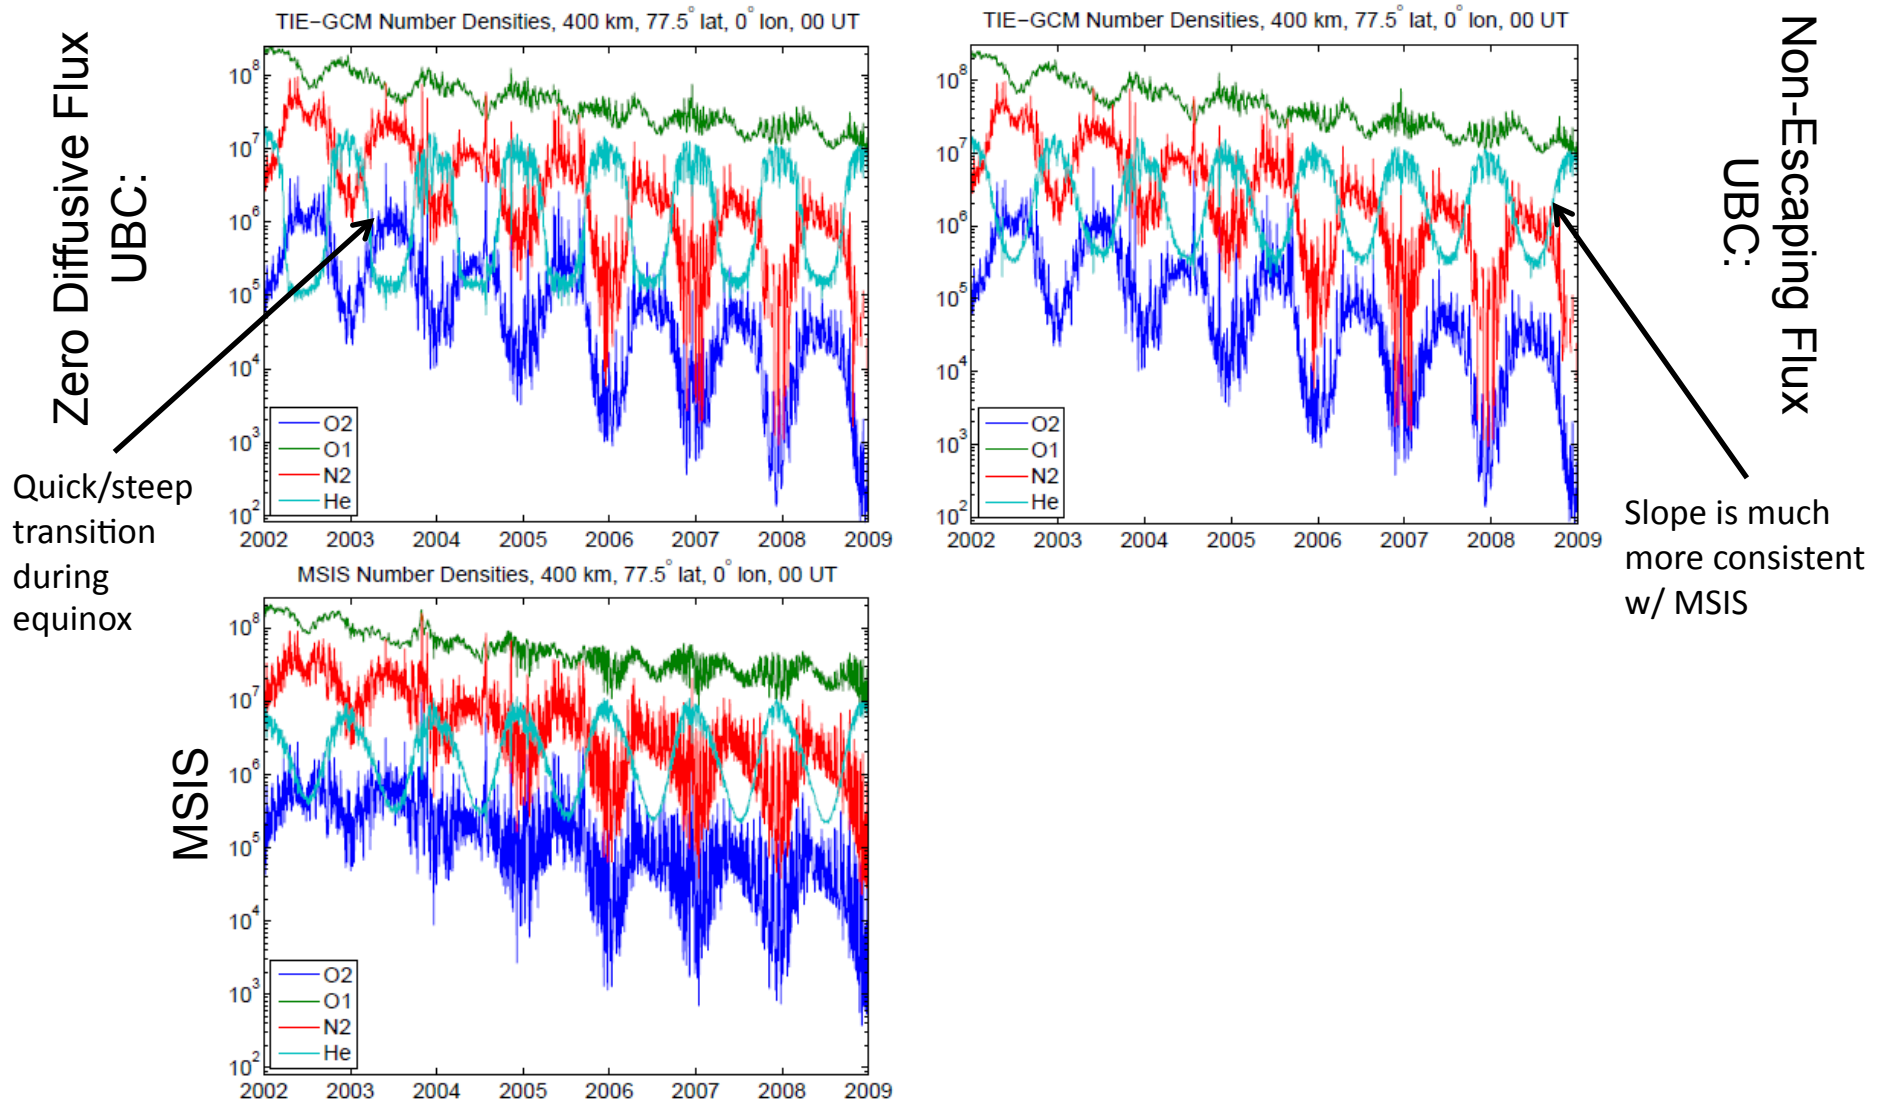 Zero Diffusive Flux
UBC:
TIE−GCM Number Densities, 400 km, 77.5° lat, 0° lon, 00 UT
10^8
10^7
10^6
10^5
10^4
10^3
10^2
O2
O1
N2
He
2002 2003 2004 2005 2006 2007 2008 2009
Quick/steep
transition
during
equinox
TIE−GCM Number Densities, 400 km, 77.5° lat, 0° lon, 00 UT
10^8
10^7
10^6
10^5
10^4
10^3
10^2
O2
O1
N2
He
2002 2003 2004 2005 2006 2007 2008 2009
Non-Escaping Flux
UBC:
Slope is much
more consistent
w/ MSIS
MSIS
MSIS Number Densities, 400 km, 77.5° lat, 0° lon, 00 UT
10^8
10^7
10^6
10^5
10^4
10^3
10^2
O2
O1
N2
He
2002 2003 2004 2005 2006 2007 2008 2009